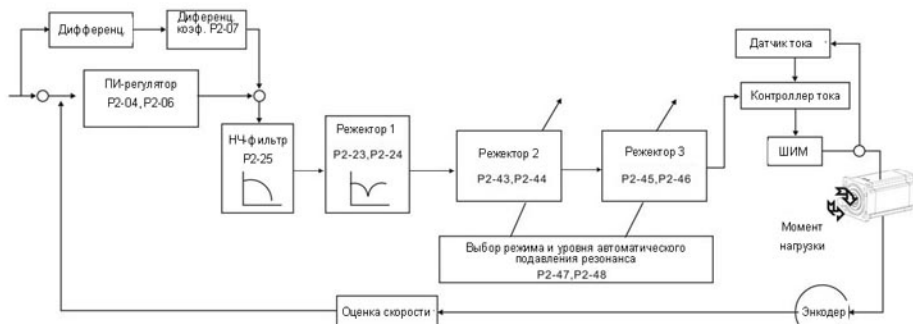 Дифференц.
Диференц.
коэф. P2-07
ПИ-регулятор
P2-04,P2-06
НЧ-фильтр
P2-25
Режектор 1
P2-23,P2-24
Режектор 2
P2-43,P2-44
Режектор 3
P2-45,P2-46
Датчик тока
Контроллер тока
ШИМ
Момент
нагрузки
Выбор режима и уровня автоматического
подавления резонанса
P2-47,P2-48
Оценка скорости
Энкодер